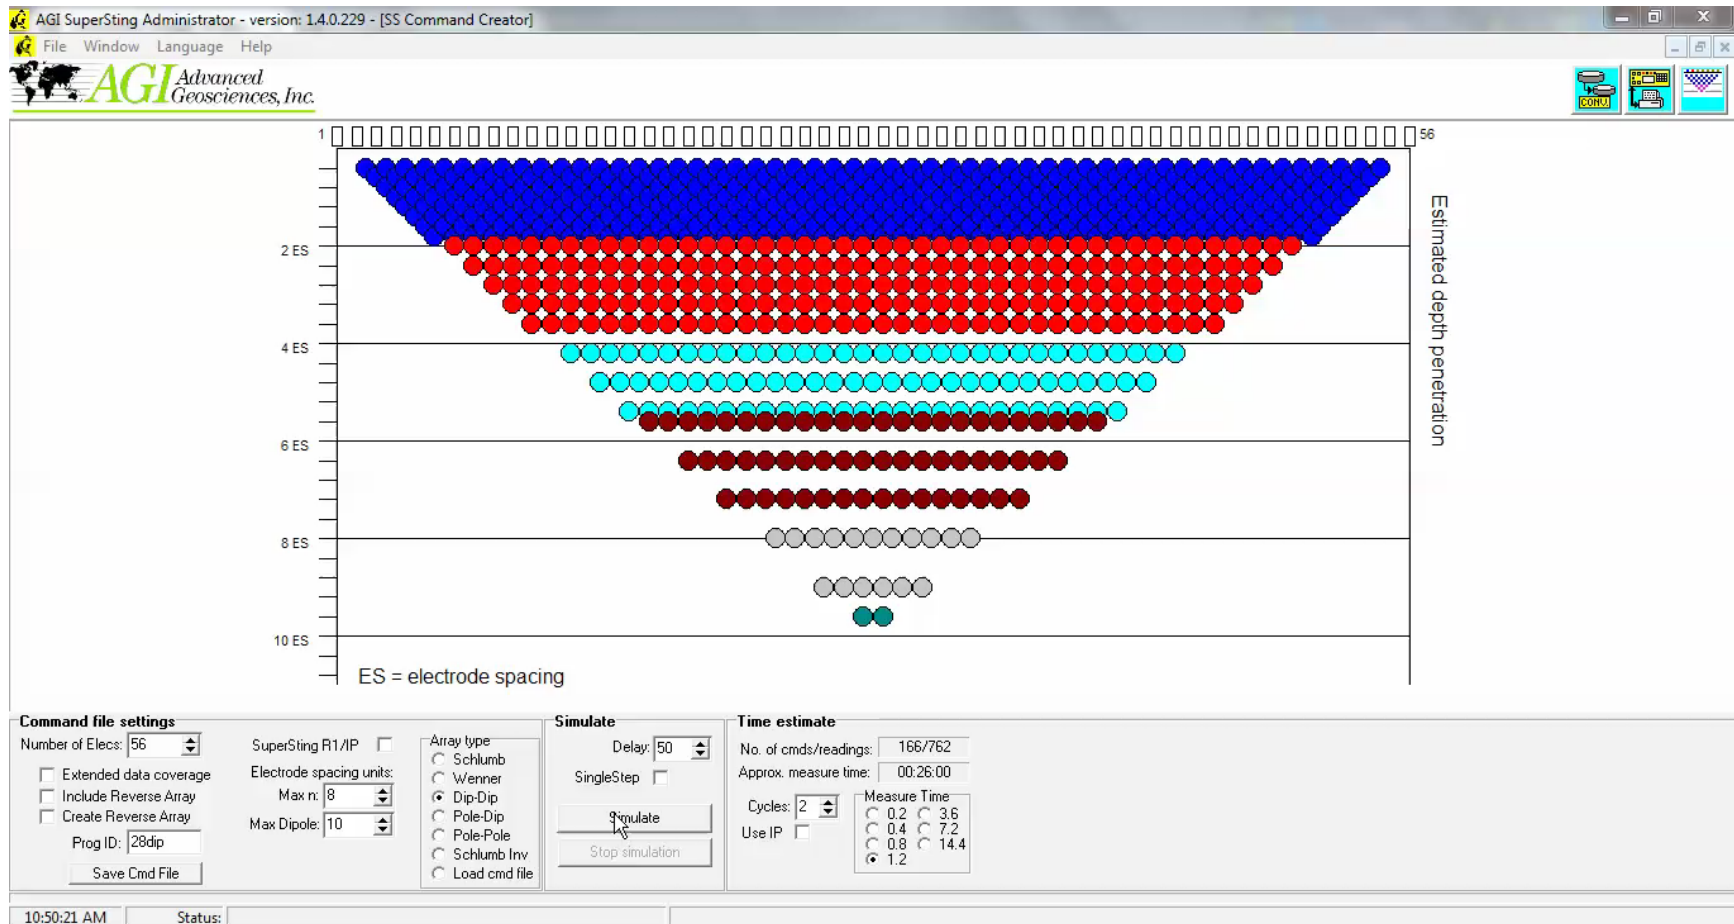 AGI SuperSting Administrator - version: 1.4.0.229 - [SS Command Creator]
File Window Language Help
AGI Advanced
Geosciences, Inc.
CONV.
1 56
2 ES
4 ES
6 ES
8 ES
10 ES
Estimated depth penetration
ES = electrode spacing
Command file settings
Number of Elecs: 56
Extended data coverage
Include Reverse Array
Create Reverse Array
Prog ID: 28dip
Save Cmd File
SuperSting R1/IP
Electrode spacing units:
Max n: 8
Max Dipole: 10
Array type
Schlumb
Wenner
Dip-Dip
Pole-Dip
Pole-Pole
Schlumb Inv
Load cmd file
Simulate
Delay: 50
SingleStep
Simulate
Stop simulation
Time estimate
No. of cmds/readings: 166/762
Approx. measure time: 00:26:00
Cycles: 2
Use IP
Measure Time
0.2 3.6
0.4 7.2
0.8 14.4
1.2
10:50:21 AM Status: